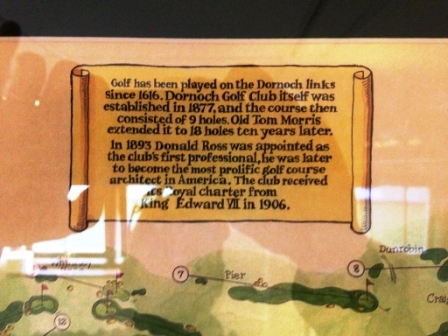 Golf has been played on the Dornoch links
since 1616. Dornoch Golf Club itself was
established in 1877, and the course then
consisted of 9 holes. Old Tom Morris
extended it to 18 holes ten years later.
In 1893 Donald Ross was appointed as
the club's first professional, he was later
to become the most prolific golf course
architect in America. The club received
its Royal charter from
King Edward VII in 1906.
Dunrobin
7 Pier 8
12